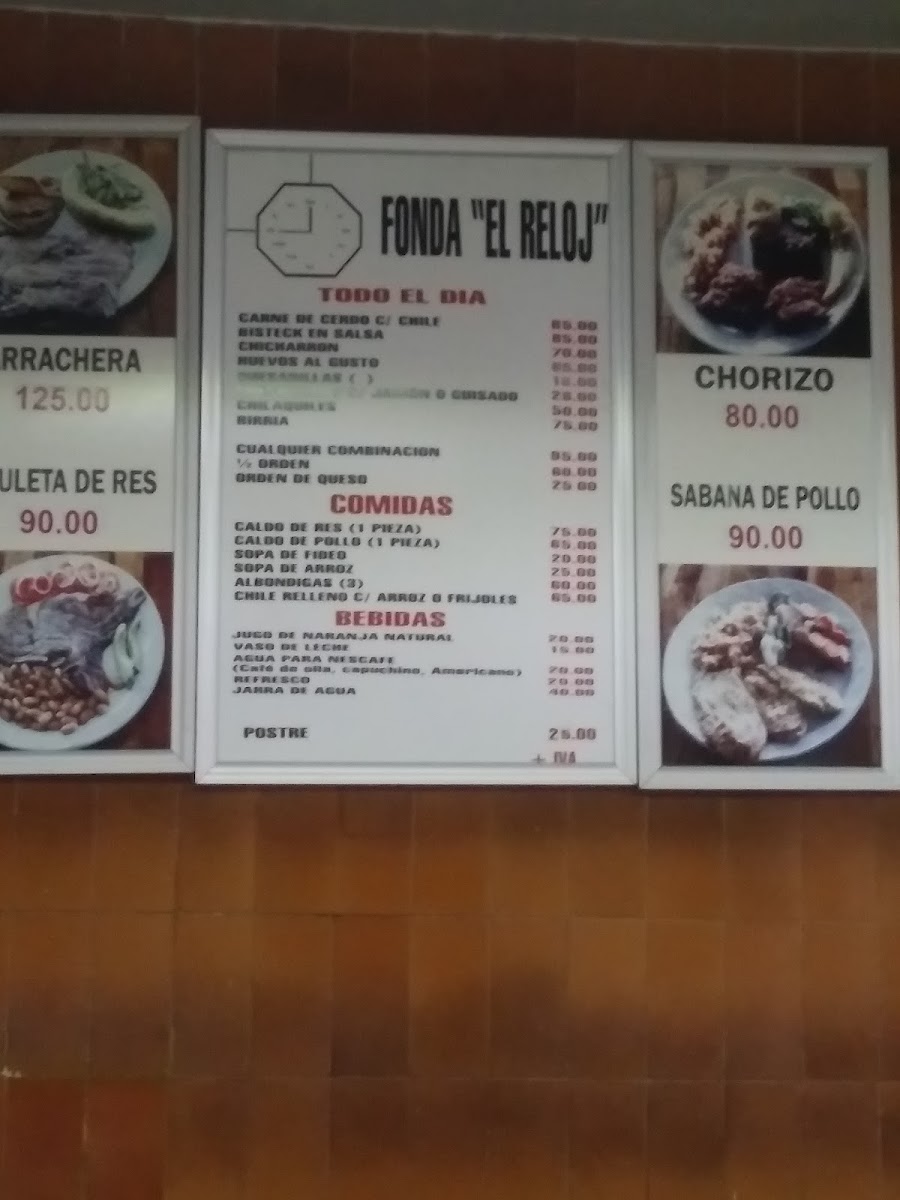 RRACHERA
125.00
ULETA DE RES
90.00
FONDA "EL RELOJ"
TODO EL DIA
CARNE DE CERDO C/ CHILE 85.00
BISTECK EN SALSA 85.00
CHICHARRON 70.00
HUEVOS AL GUSTO 65.00
QUESADILLAS ( ) 18.00
C/ JAMON O GUISADO 28.00
CHILAQUILES 50.00
BIRRIA 75.00
CUALQUIER COMBINACION 95.00
½ ORDEN 60.00
ORDEN DE QUESO 25.00
COMIDAS
CALDO DE RES (1 PIEZA) 75.00
CALDO DE POLLO (1 PIEZA) 65.00
SOPA DE FIDEO 20.00
SOPA DE ARROZ 25.00
ALBONDIGAS (3) 60.00
CHILE RELLENO C/ ARROZ O FRIJOLES 65.00
BEBIDAS
JUGO DE NARANJA NATURAL 20.00
VASO DE LECHE 15.00
AGUA PARA NESCAFE
(Café de olla, capuchino, Americano) 20.00
REFRESCO 20.00
JARRA DE AGUA 40.00
POSTRE 25.00
+ IVA
CHORIZO
80.00
SABANA DE POLLO
90.00